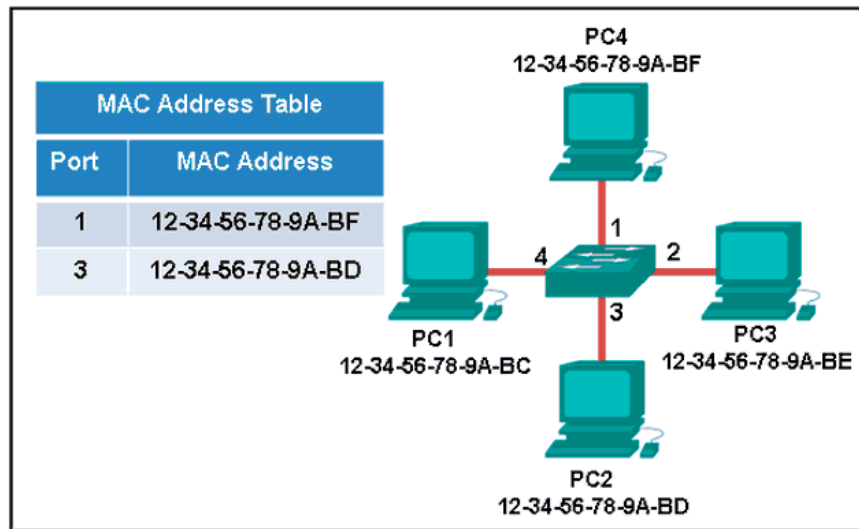 MAC Address Table
Port MAC Address
1 12-34-56-78-9A-BF
3 12-34-56-78-9A-BD
PC4
12-34-56-78-9A-BF
1
4
2
3
PC1
12-34-56-78-9A-BC
PC3
12-34-56-78-9A-BE
PC2
12-34-56-78-9A-BD